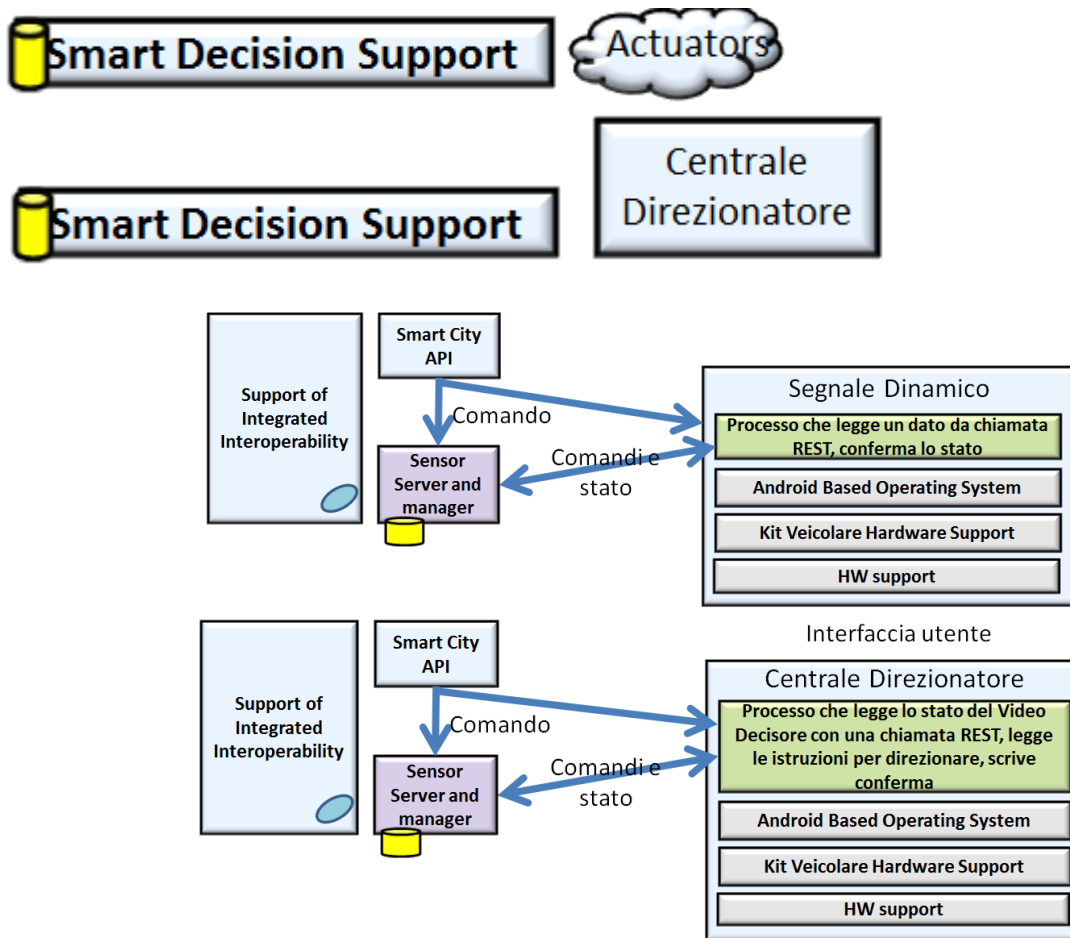 Smart Decision Support
Actuators
Centrale
Direzionatore
Smart Decision Support
Smart City
API
Support of
Integrated
Interoperability
Comando
Sensor
Server and
manager
Comandi e
stato
Segnale Dinamico
Processo che legge un dato da chiamata
REST, conferma lo stato
Android Based Operating System
Kit Veicolare Hardware Support
HW support
Interfaccia utente
Smart City
API
Support of
Integrated
Interoperability
Comando
Sensor
Server and
manager
Comandi e
stato
Centrale Direzionatore
Processo che legge lo stato del Video
Decisore con una chiamata REST, legge
le istruzioni per direzionare, scrive
conferma
Android Based Operating System
Kit Veicolare Hardware Support
HW support